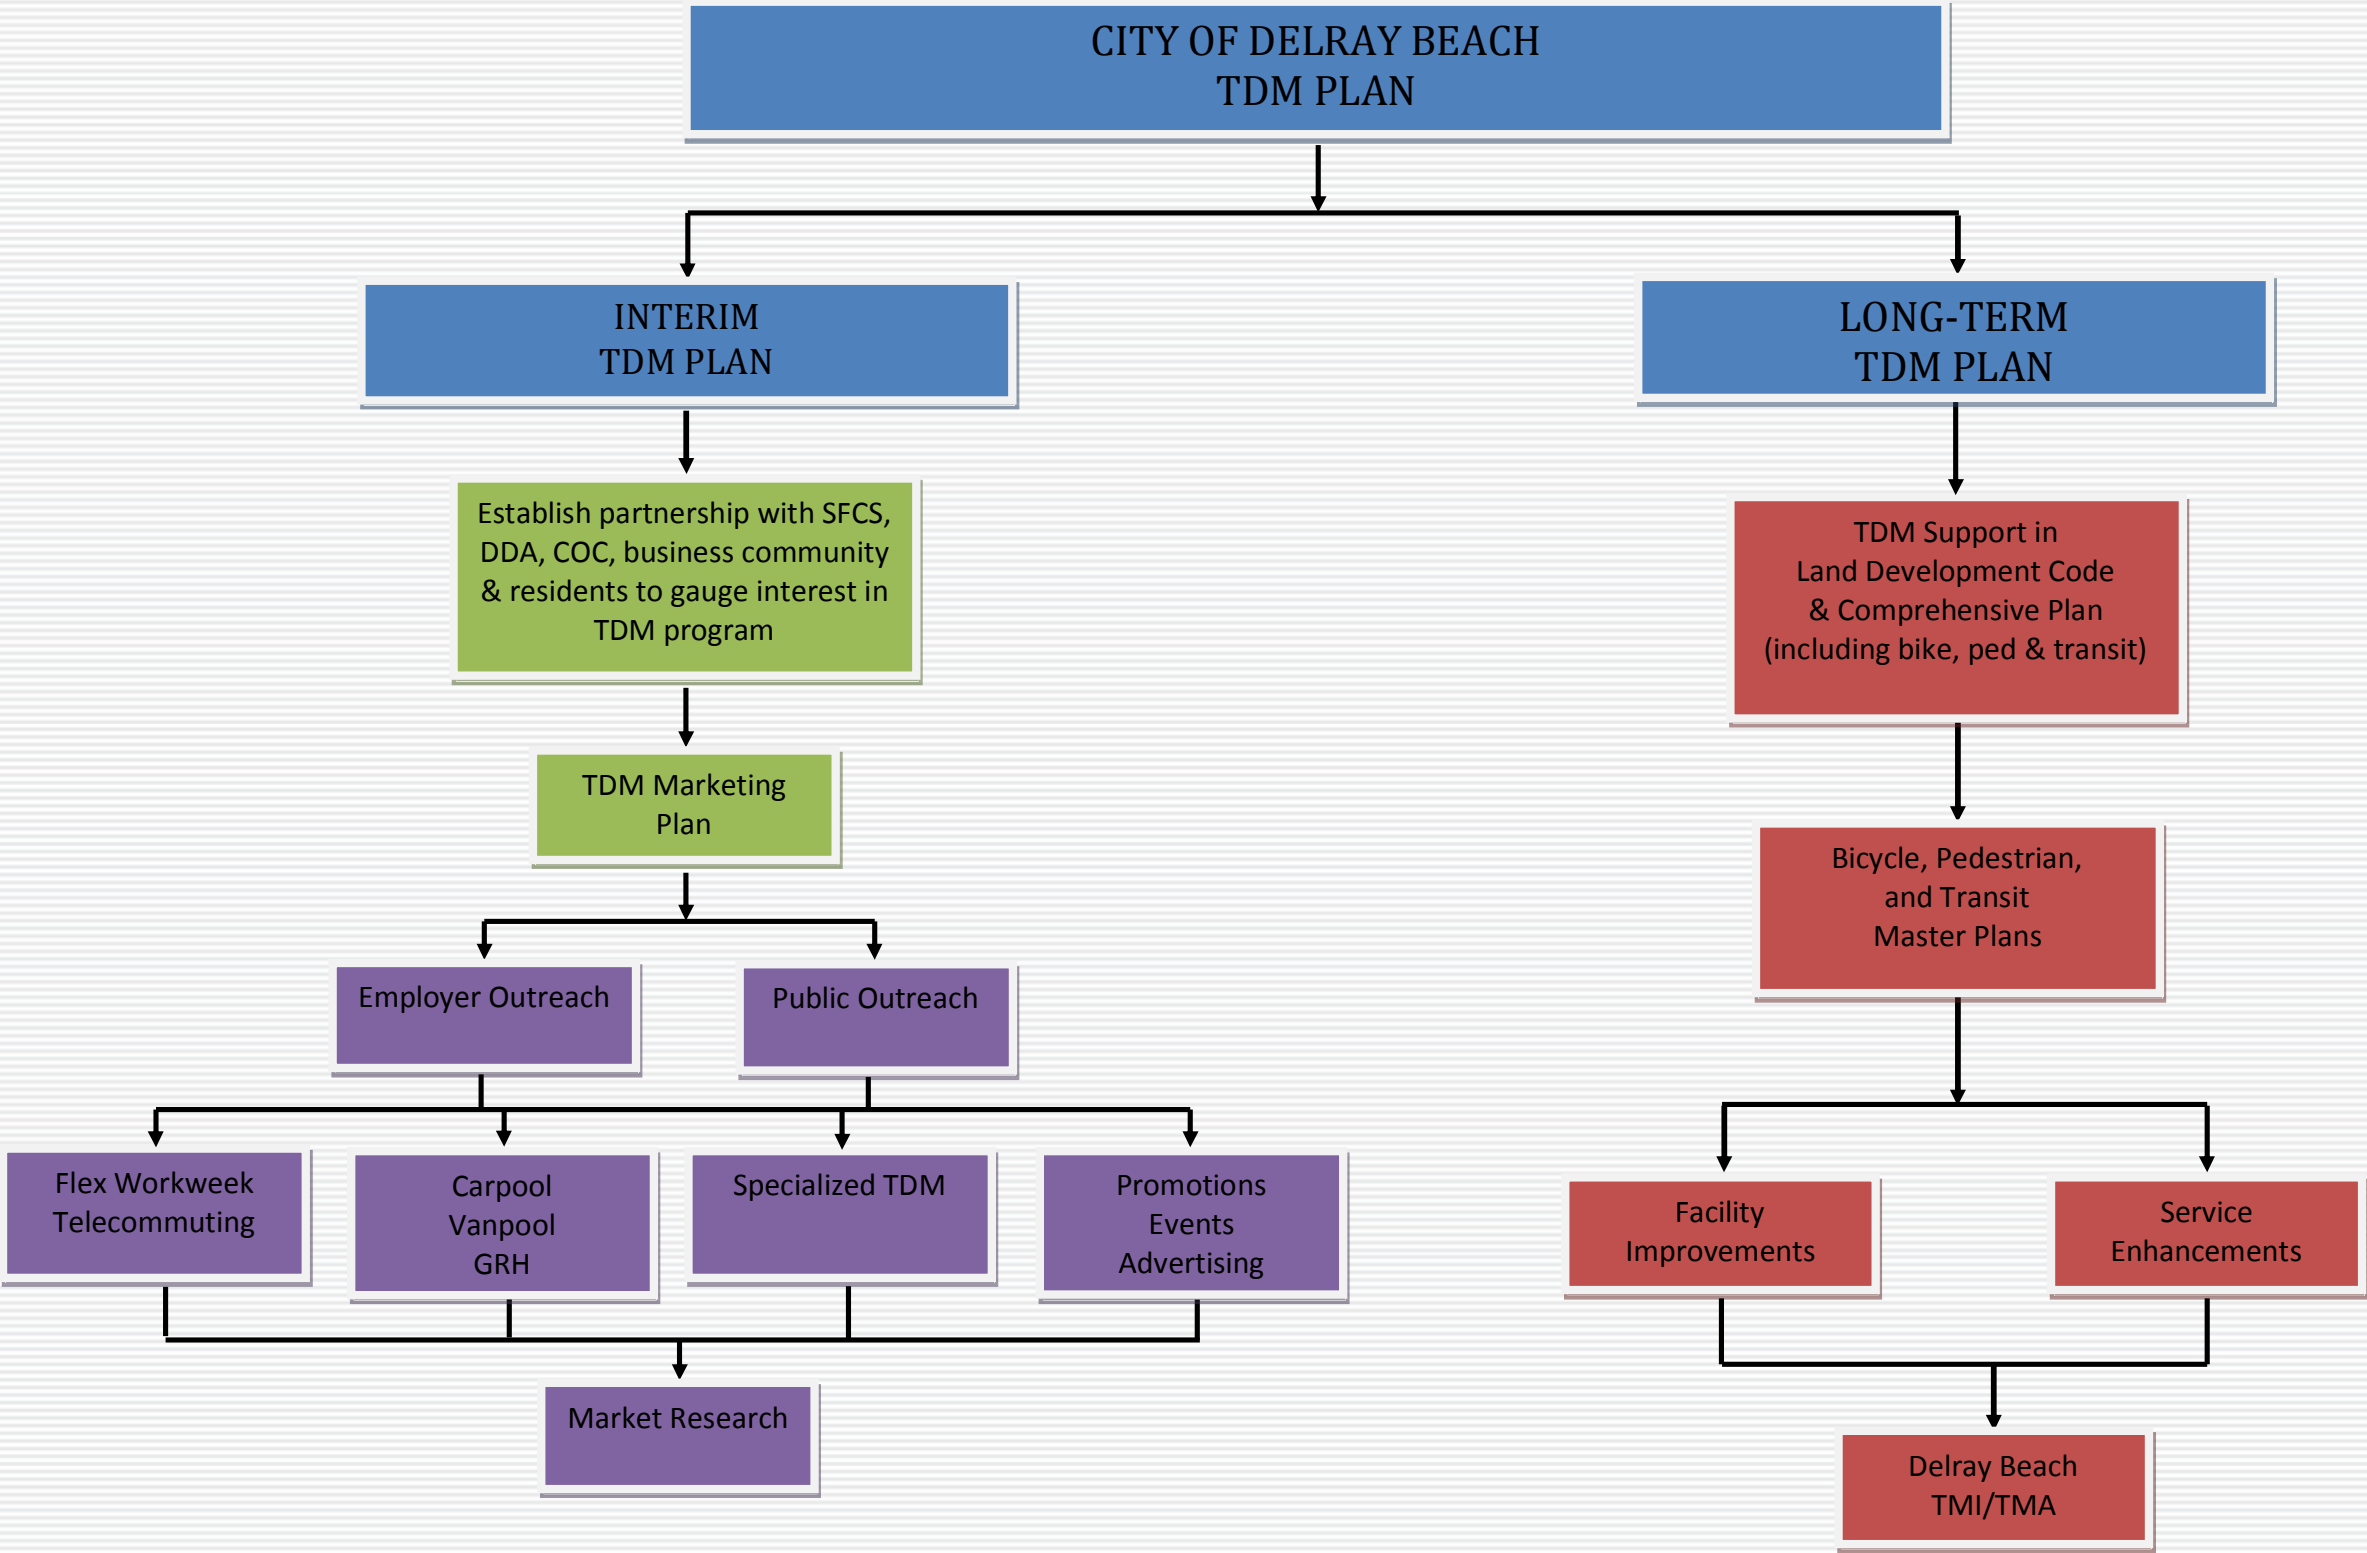 CITY OF DELRAY BEACH
TDM PLAN
INTERIM
TDM PLAN
LONG-TERM
TDM PLAN
Establish partnership with SFCS,
DDA, COC, business community
& residents to gauge interest in
TDM program
TDM Support in
Land Development Code
& Comprehensive Plan
(including bike, ped & transit)
TDM Marketing
Plan
Bicycle, Pedestrian,
and Transit
Master Plans
Employer Outreach
Public Outreach
Flex Workweek
Telecommuting
Carpool
Vanpool
GRH
Specialized TDM
Promotions
Events
Advertising
Facility
Improvements
Service
Enhancements
Market Research
Delray Beach
TMI/TMA